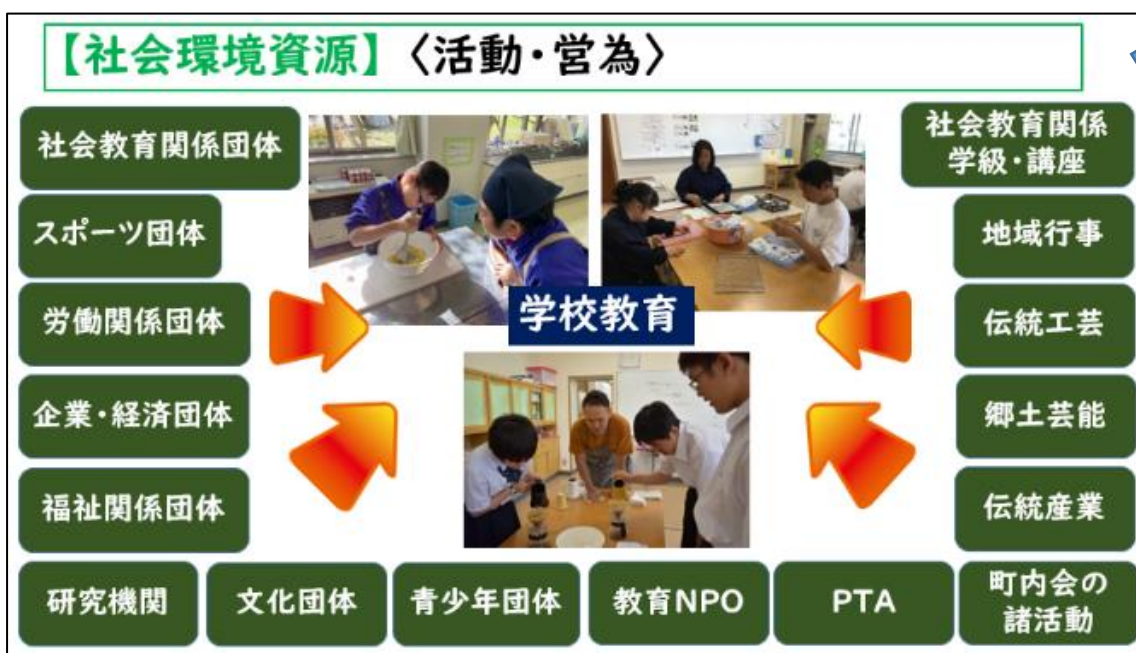 【社会環境資源】〈活動・営為〉
社会教育関係団体
スポーツ団体
労働関係団体
企業・経済団体
福祉関係団体
学校教育
社会教育関係
学級・講座
地域行事
伝統工芸
郷土芸能
伝統産業
研究機関
文化団体
青少年団体
教育NPO
PTA
町内会の
諸活動